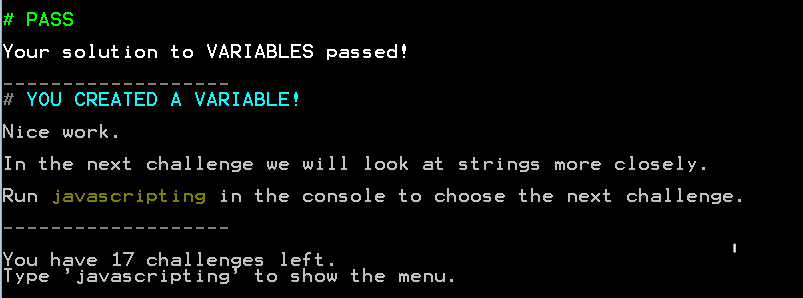 # PASS
Your solution to VARIABLES passed!
___________________
# YOU CREATED A VARIABLE!
Nice work.
In the next challenge we will look at strings more closely.
Run javascripting in the console to choose the next challenge.
-------------------
You have 17 challenges left.
Type 'javascripting' to show the menu.